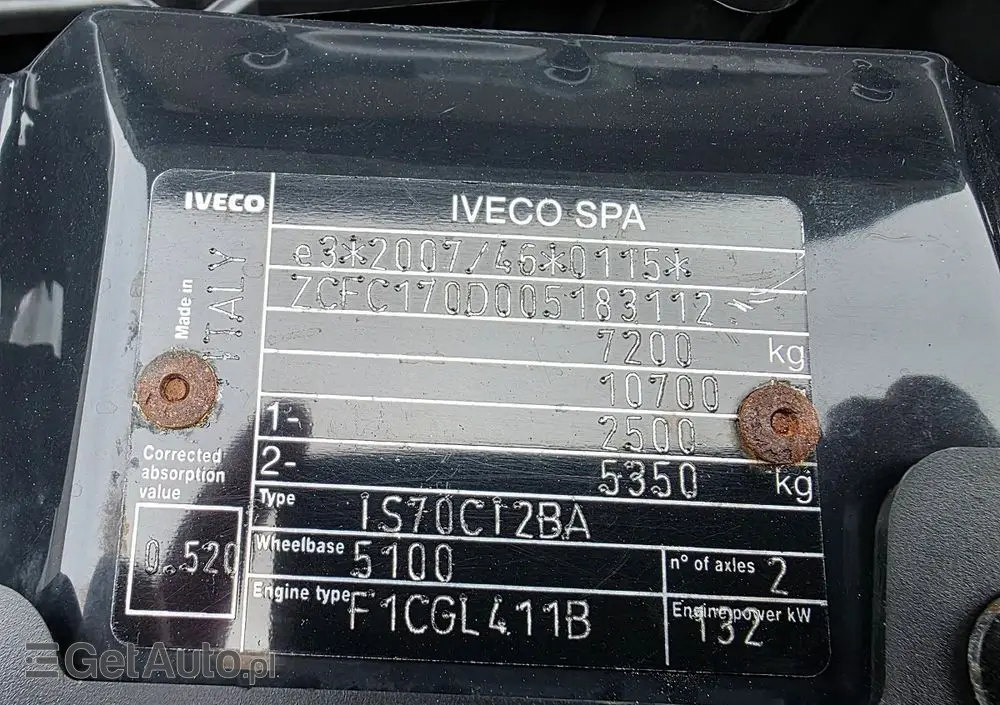 IVECO
IVECO SPA
Made in
ITALY
e3*2007/46*0115*
ZCFC170D005183112
7200 kg
10700
1- 2500
2- 5350 kg
Corrected
absorption
value
0.520
Type IS70CI2BA
Wheelbase 5100
n° of axles 2
Engine type F1CGL411B
Engine power kW
132
GetAuto.pl